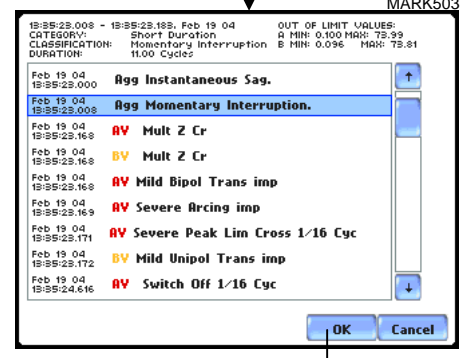 MARK503
13:35:23.008 - 13:35:23.183, Feb 19 04 OUT OF LIMIT VALUES:
CATEGORY: Short Duration A MIN: 0.100 MAX: 73.99
CLASSIFICATION: Momentary Interruption B MIN: 0.096 MAX: 73.81
DURATION: 11.00 Cycles
Feb 19 04
13:35:23.000 Agg Instantaneous Sag.
Feb 19 04
13:35:23.008 Agg Momentary Interruption.
Feb 19 04
13:35:23.168 AV Mult Z Cr
Feb 19 04
13:35:23.168 BV Mult Z Cr
Feb 19 04
13:35:23.168 AV Mild Bipol Trans imp
Feb 19 04
13:35:23.169 AV Severe Arcing imp
Feb 19 04
13:35:23.171 AV Severe Peak Lim Cross 1/16 Cyc
Feb 19 04
13:35:23.172 BV Mild Unipol Trans imp
Feb 19 04
13:35:24.616 AV Switch Off 1/16 Cyc
OK Cancel